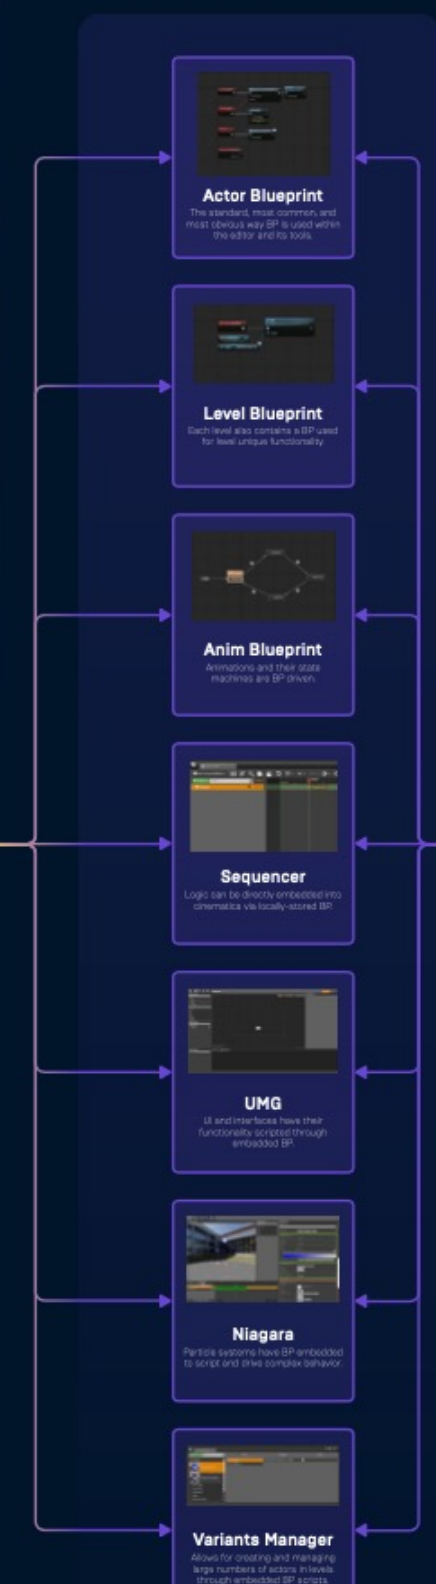 Actor Blueprint
The standard, most common, and
most obvious way BP is used within
the editor and its tools.
Level Blueprint
Each level also contains a BP used
for level unique functionality.
Anim Blueprint
Animations and their state
machines are BP driven.
Sequencer
Logic can be directly embedded into
cinematics via locally-stored BP.
UMG
UI and interfaces have their
functionality scripted through
embedded BP.
Niagara
Particle systems have BP embedded
to script and drive complex behavior.
Variants Manager
Allows for creating and managing
large numbers of actors in levels
through embedded BP scripts.